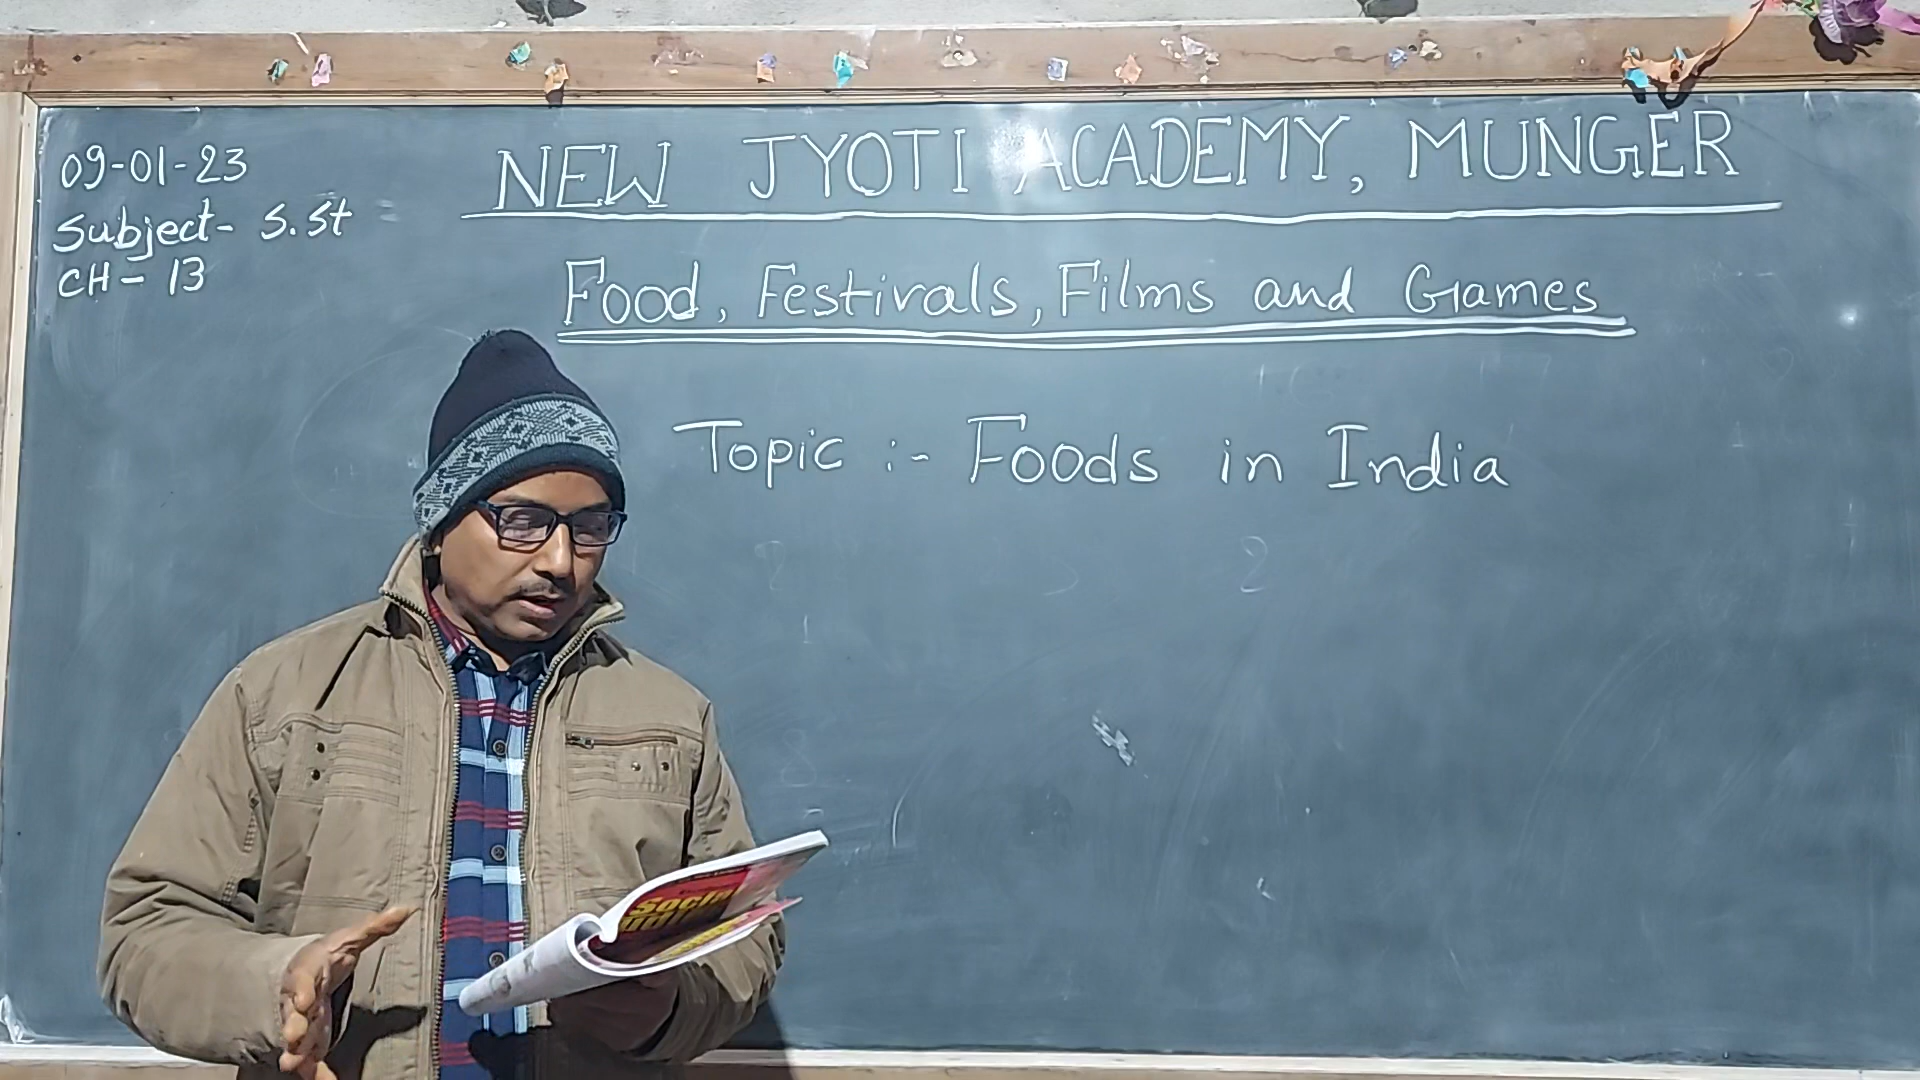 09-01-23
Subject- S.St
CH- 13
NEW JYOTI ACADEMY, MUNGER
Food, Festivals, Films and Games
Topic :- Foods in India
Social